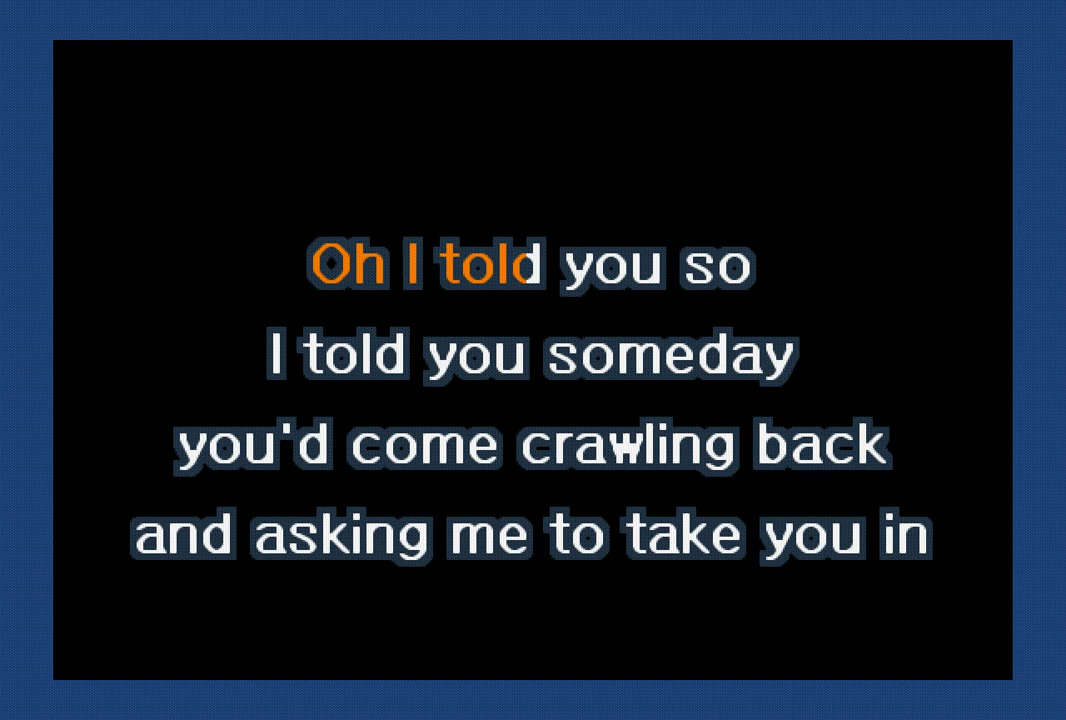 Oh I told you so
I told you someday
you'd come crawling back
and asking me to take you in